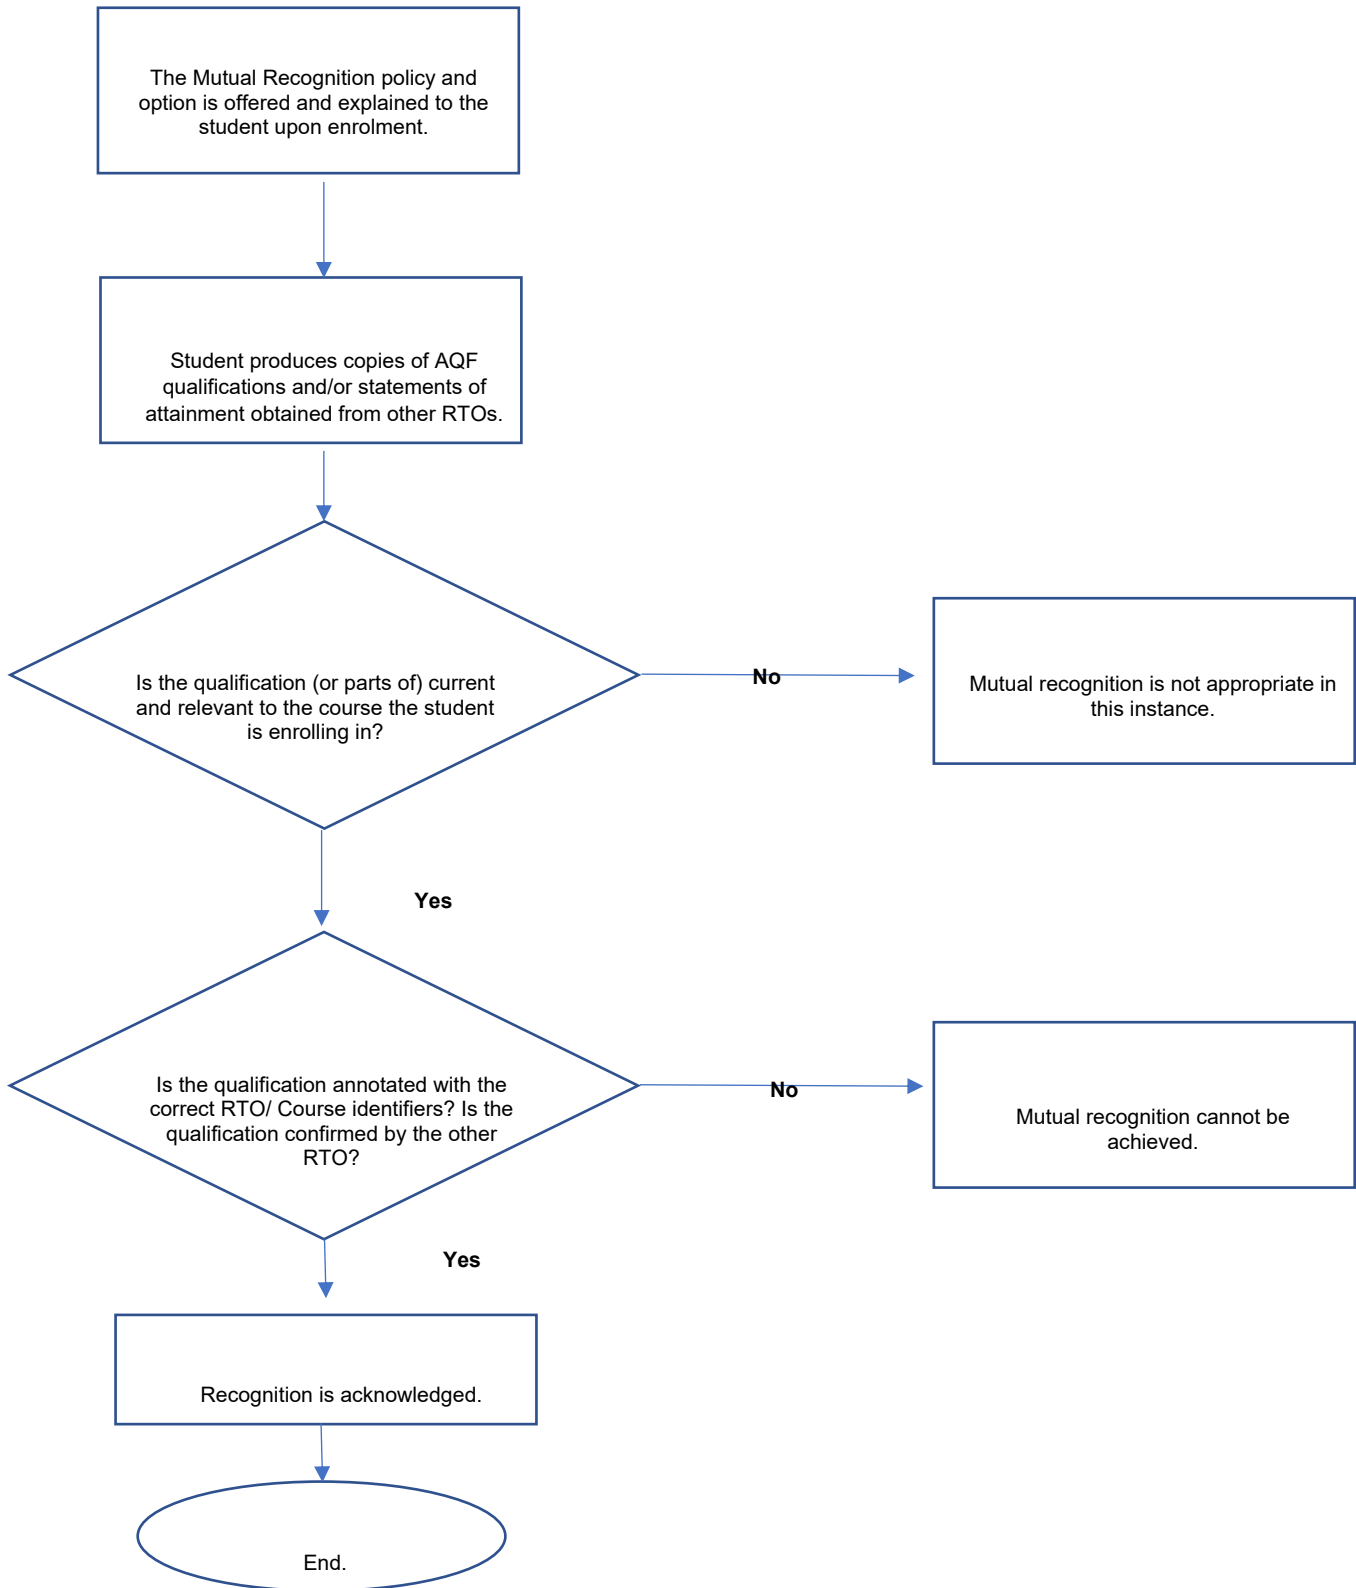 The Mutual Recognition policy and
option is offered and explained to the
student upon enrolment.
Student produces copies of AQF
qualifications and/or statements of
attainment obtained from other RTOs.
Is the qualification (or parts of) current
and relevant to the course the student
is enrolling in?
No
Mutual recognition is not appropriate in
this instance.
Yes
Is the qualification annotated with the
correct RTO/ Course identifiers? Is the
qualification confirmed by the other
RTO?
No
Mutual recognition cannot be
achieved.
Yes
Recognition is acknowledged.
End.